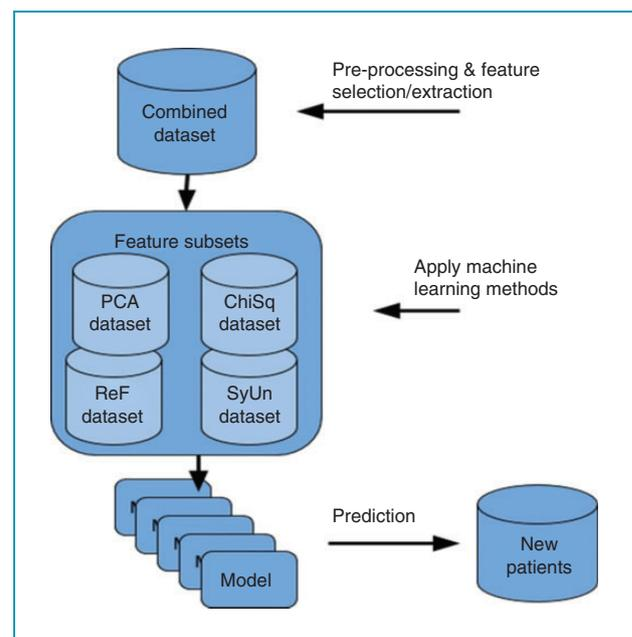 Pre-processing & feature
selection/extraction
Combined
dataset
Feature subsets
PCA
dataset
ChiSq
dataset
Apply machine
learning methods
ReF
dataset
SyUn
dataset
Prediction
Model
New
patients